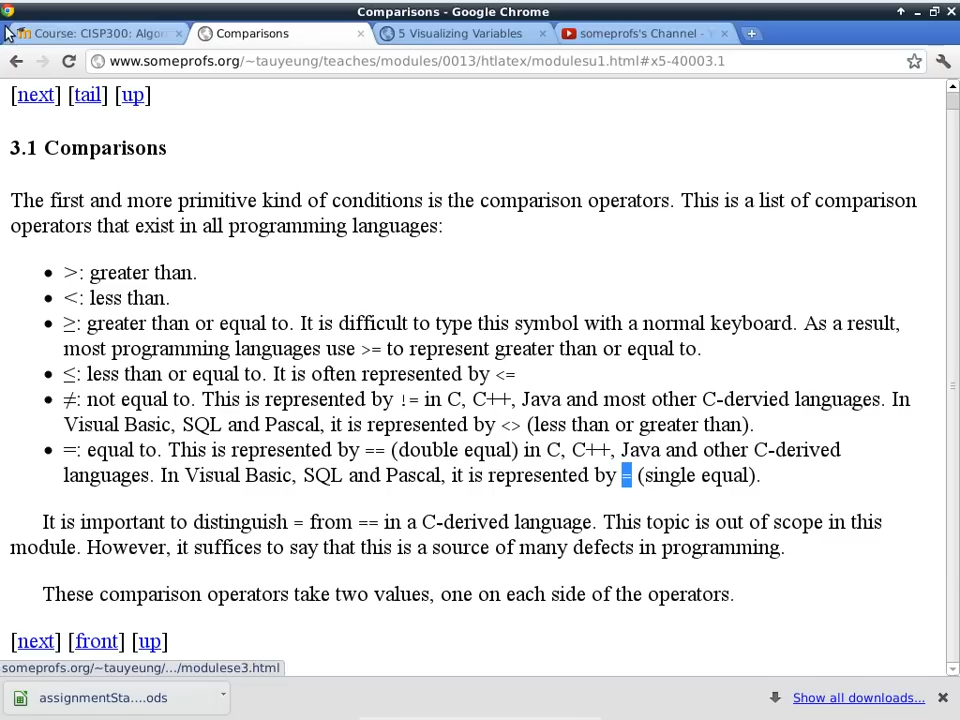 Comparisons - Google Chrome
Course: CISP300: Algor
Comparisons
5 Visualizing Variables
someprofs's Channel - Y
www.someprofs.org/~tauyeung/teaches/modules/0013/htlatex/modulesu1.html#x5-40003.1
[next] [tail] [up]
3.1 Comparisons
The first and more primitive kind of conditions is the comparison operators. This is a list of comparison
operators that exist in all programming languages:
• >: greater than.
• <: less than.
• ≥: greater than or equal to. It is difficult to type this symbol with a normal keyboard. As a result,
most programming languages use >= to represent greater than or equal to.
• ≤: less than or equal to. It is often represented by <=
• ≠: not equal to. This is represented by != in C, C++, Java and most other C-dervied languages. In
Visual Basic, SQL and Pascal, it is represented by <> (less than or greater than).
• =: equal to. This is represented by == (double equal) in C, C++, Java and other C-derived
languages. In Visual Basic, SQL and Pascal, it is represented by = (single equal).
It is important to distinguish = from == in a C-derived language. This topic is out of scope in this
module. However, it suffices to say that this is a source of many defects in programming.
These comparison operators take two values, one on each side of the operators.
[next] [front] [up]
someprofs.org/~tauyeung/.../modulese3.html
assignmentSta....ods
Show all downloads...